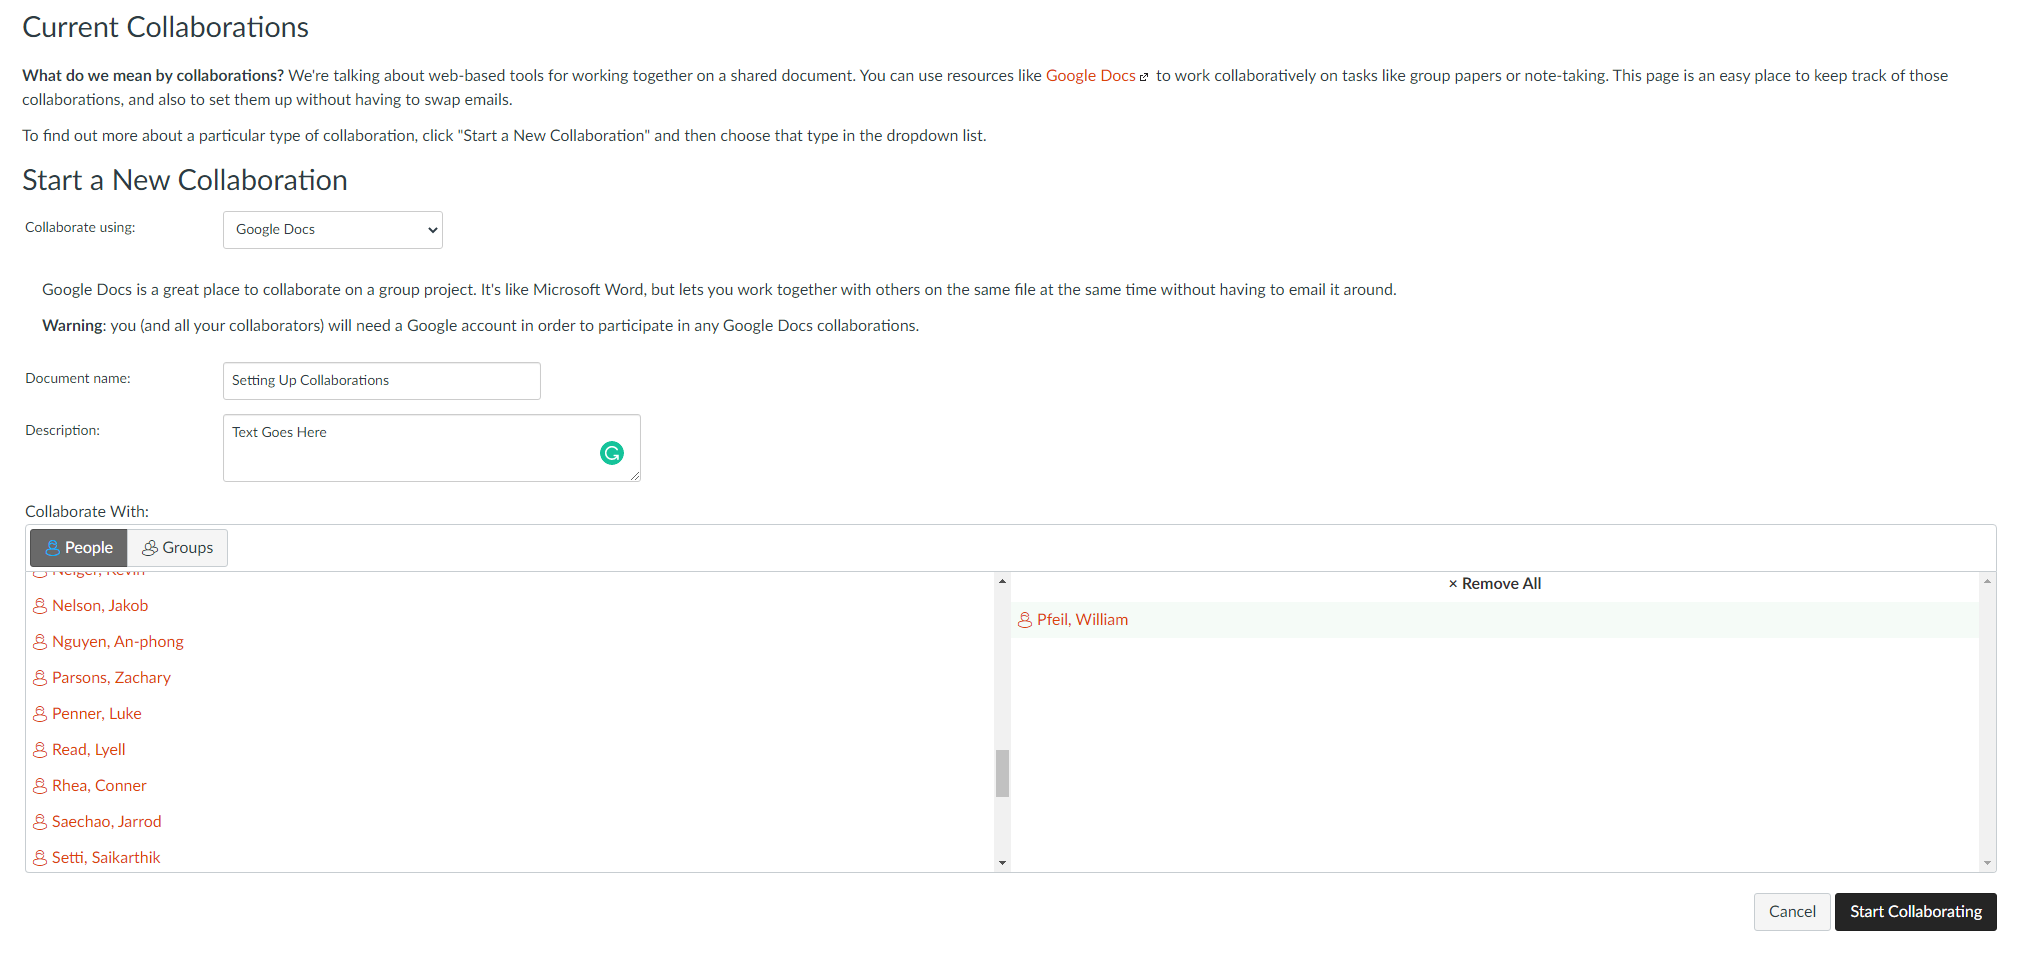 Current Collaborations
What do we mean by collaborations? We're talking about web-based tools for working together on a shared document. You can use resources like Google Docs to work collaboratively on tasks like group papers or note-taking. This page is an easy place to keep track of those
collaborations, and also to set them up without having to swap emails.
To find out more about a particular type of collaboration, click "Start a New Collaboration" and then choose that type in the dropdown list.
Start a New Collaboration
Collaborate using: Google Docs
Google Docs is a great place to collaborate on a group project. It's like Microsoft Word, but lets you work together with others on the same file at the same time without having to email it around.
Warning: you (and all your collaborators) will need a Google account in order to participate in any Google Docs collaborations.
Document name: Setting Up Collaborations
Description: Text Goes Here
Collaborate With:
People Groups
Nelson, Jakob
Nguyen, An-phong
Parsons, Zachary
Penner, Luke
Read, Lyell
Rhea, Conner
Saechao, Jarrod
Setti, Saikarthik
× Remove All
Pfeil, William
Cancel Start Collaborating